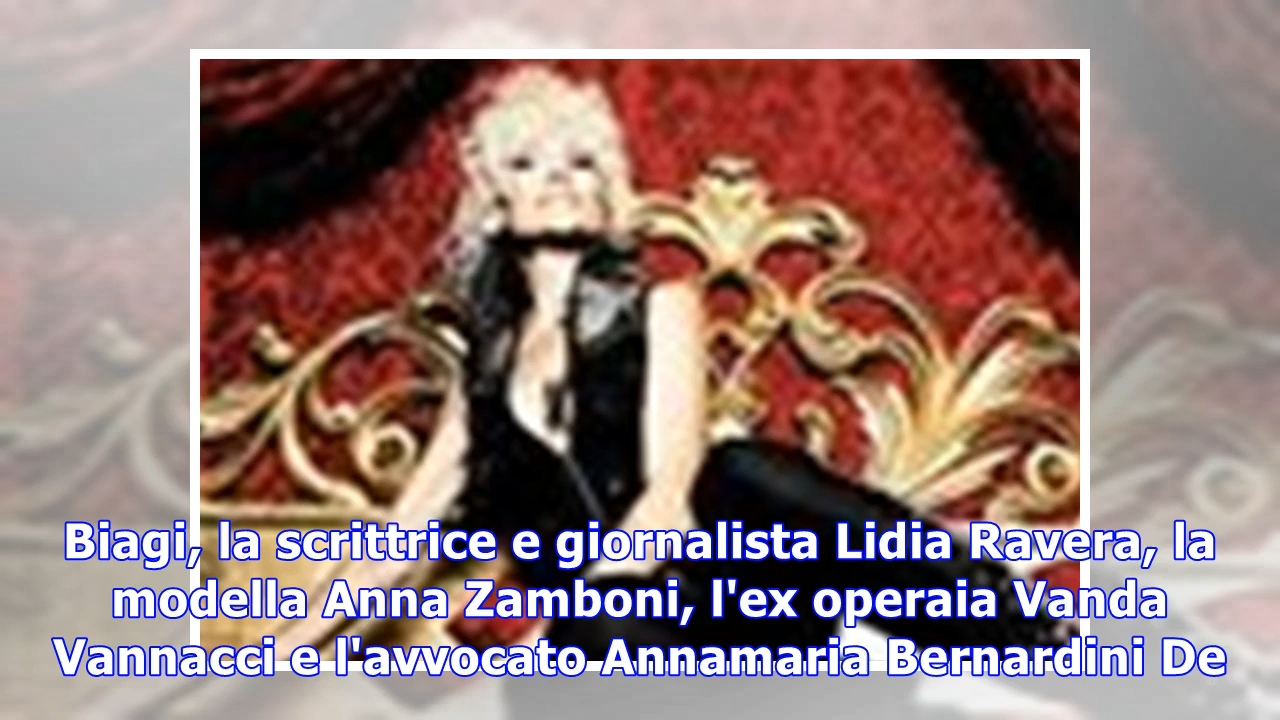 Biagi, la scrittrice e giornalista Lidia Ravera, la
modella Anna Zamboni, l'ex operaia Vanda
Vannacci e l'avvocato Annamaria Bernardini De